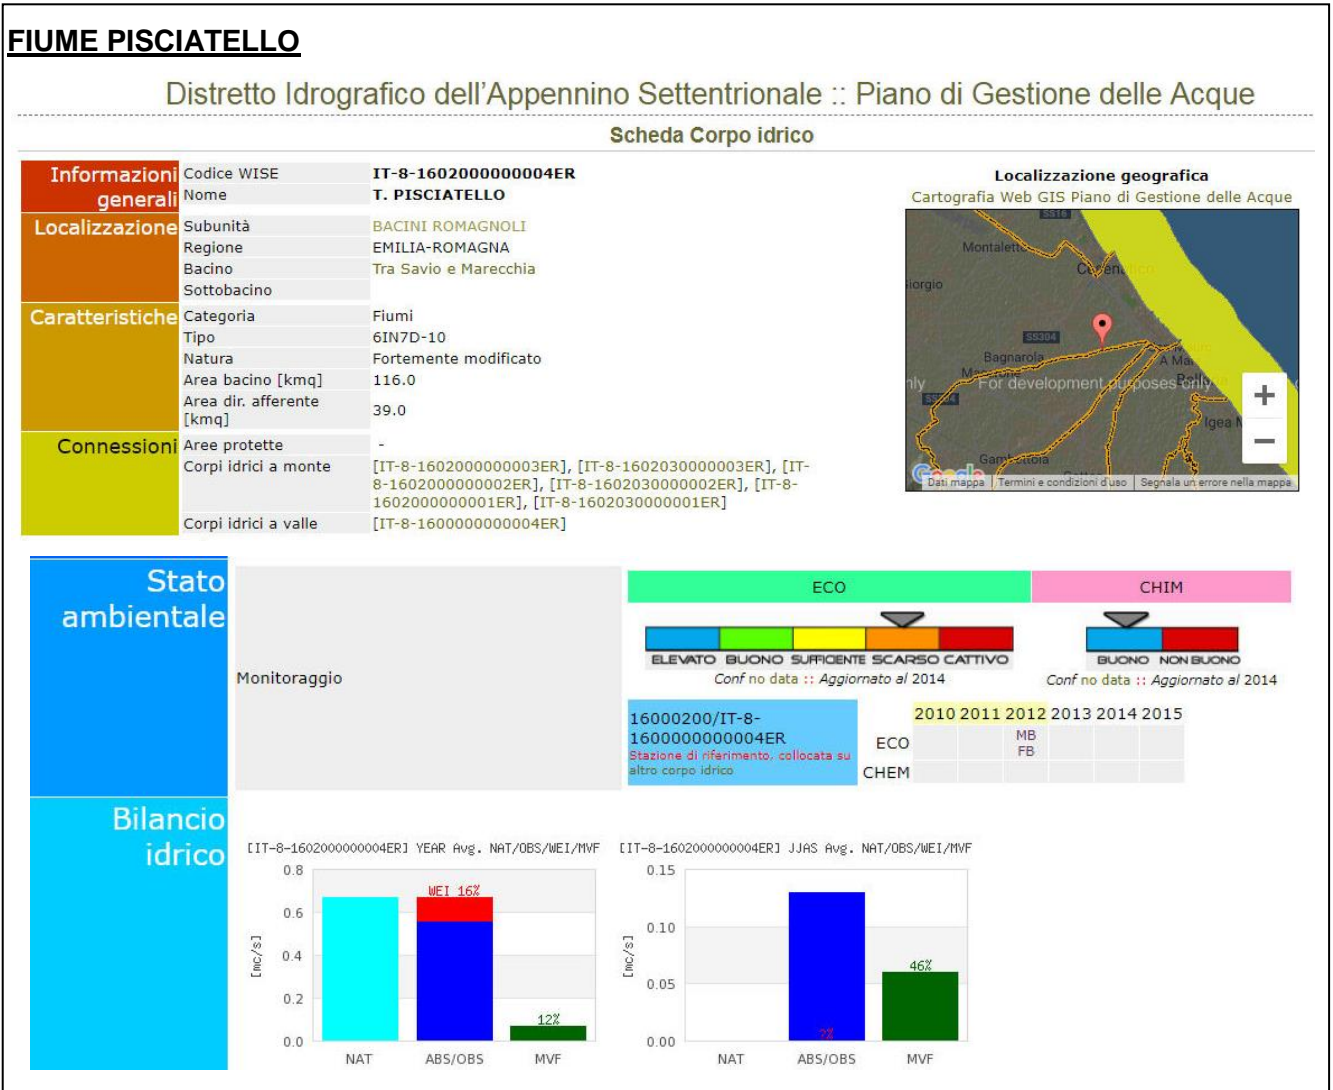 FIUME PISCIATELLO
Distretto Idrografico dell'Appennino Settentrionale :: Piano di Gestione delle Acque
Scheda Corpo idrico
Informazioni generali
Codice WISE IT-8-1602000000004ER
Nome T. PISCIATELLO
Localizzazione
Subunità BACINI ROMAGNOLI
Regione EMILIA-ROMAGNA
Bacino Tra Savio e Marecchia
Sottobacino
Caratteristiche
Categoria Fiumi
Tipo 6IN7D-10
Natura Fortemente modificato
Area bacino [kmq] 116.0
Area dir. afferente
[kmq] 39.0
Connessioni
Aree protette -
Corpi idrici a monte [IT-8-1602000000003ER], [IT-8-1602030000003ER], [IT-
8-1602000000002ER], [IT-8-1602030000002ER], [IT-8-
1602000000001ER], [IT-8-1602030000001ER]
Corpi idrici a valle [IT-8-1600000000004ER]
Localizzazione geografica
Cartografia Web GIS Piano di Gestione delle Acque
SS16
Montaletto
iorgio
SS304
Bagnarola
A Mar
nly For development purposes only
Igea M
Gambettola
+
−
Google
Dati mappa Termini e condizioni d'uso Segnala un errore nella mappa
Stato
ambientale
Monitoraggio
ECO CHIM
ELEVATO BUONO SUFFICIENTE SCARSO CATTIVO
Conf no data :: Aggiornato al 2014
BUONO NON BUONO
Conf no data :: Aggiornato al 2014
16000200/IT-8-
1600000000004ER
Stazione di riferimento, collocata su
altro corpo idrico
2010 2011 2012 2013 2014 2015
ECO MB
FB
CHEM
Bilancio
idrico
[IT-8-1602000000004ER] YEAR Avg. NAT/OBS/WEI/MVF
0.8
0.6
0.4
0.2
0.0
[mc/s]
WEI 16%
12%
NAT ABS/OBS MVF
[IT-8-1602000000004ER] JJAS Avg. NAT/OBS/WEI/MVF
0.15
0.10
0.05
0.00
[mc/s]
46%
?%
NAT ABS/OBS MVF